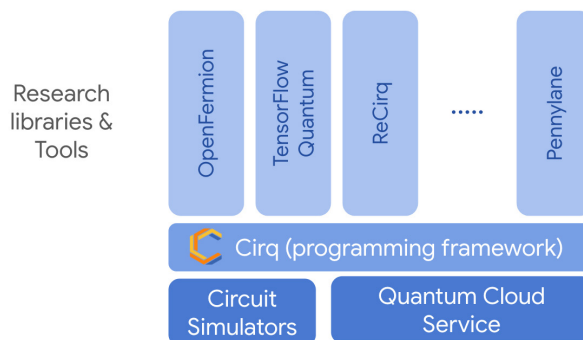 Research
libraries &
Tools
OpenFermion
TensorFlow
Quantum
ReCirq
.....
Pennylane
Cirq (programming framework)
Circuit
Simulators
Quantum Cloud
Service